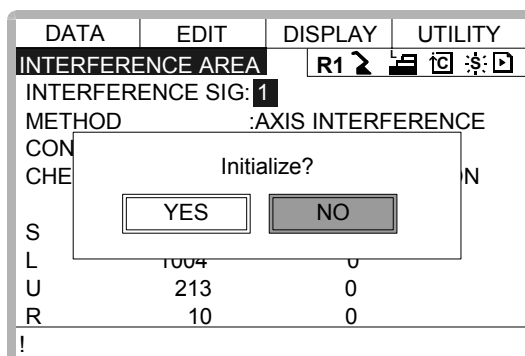 DATA EDIT DISPLAY UTILITY
INTERFERENCE AREA R1
INTERFERENCE SIG: 1
METHOD :AXIS INTERFERENCE
CON
CHE N
Initialize?
YES NO
S
L 1004 0
U 213 0
R 10 0
!